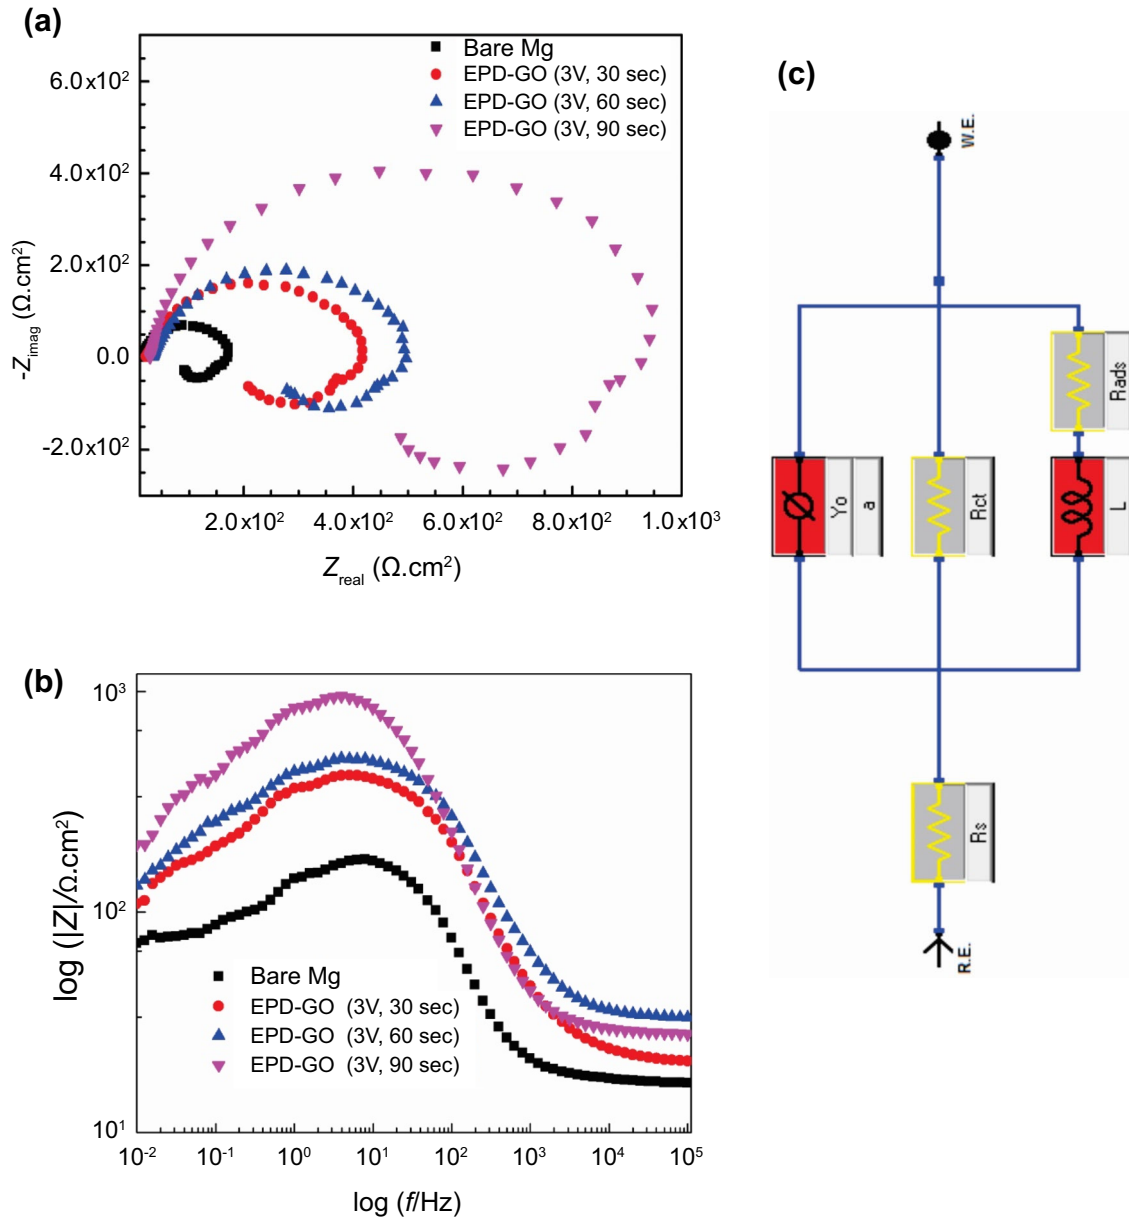 (a)
6.0x10²
4.0x10²
2.0x10²
0.0
-2.0x10²
-Z_imag (Ω.cm²)
Bare Mg
EPD-GO (3V, 30 sec)
EPD-GO (3V, 60 sec)
EPD-GO (3V, 90 sec)
2.0x10² 4.0x10² 6.0x10² 8.0x10² 1.0x10³
Z_real (Ω.cm²)
(b)
10³
10²
10¹
log (|Z|/Ω.cm²)
Bare Mg
EPD-GO (3V, 30 sec)
EPD-GO (3V, 60 sec)
EPD-GO (3V, 90 sec)
10⁻² 10⁻¹ 10⁰ 10¹ 10² 10³ 10⁴ 10⁵
log (f/Hz)
(c)
W.E.
Rads
Yo
a
Rct
L
Rs
R.E.